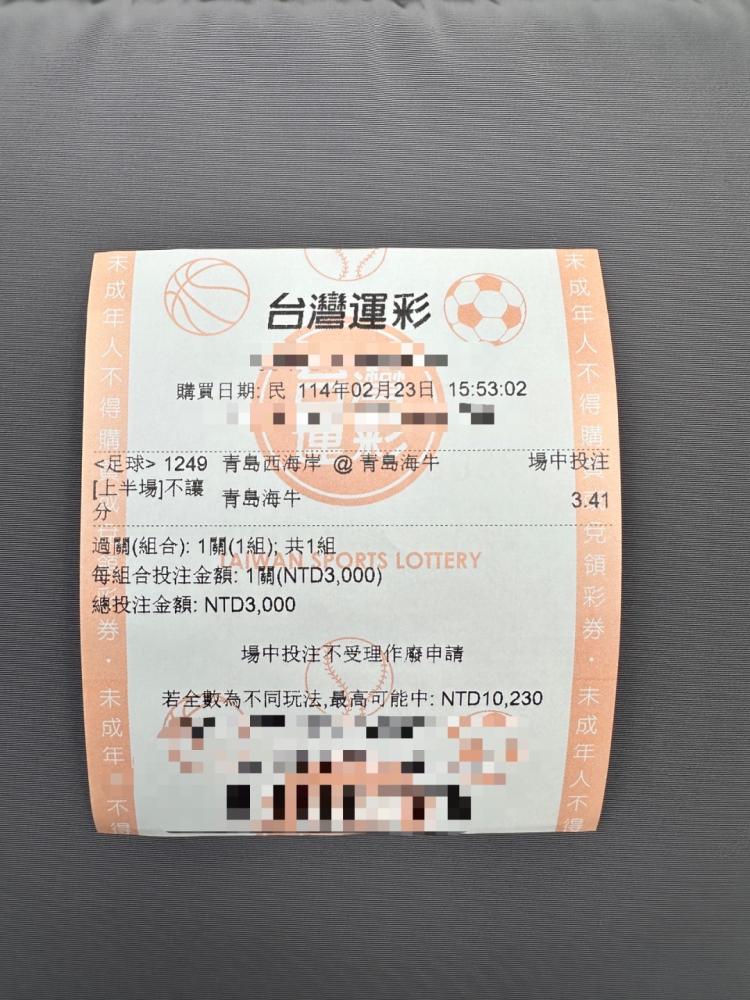 台灣運彩
購買日期: 民 114年02月23日 15:53:02
<足球> 1249 青島西海岸 @ 青島海牛 場中投注
[上半場]不讓分 青島海牛 3.41
過關(組合): 1關(1組); 共1組
TAIWAN SPORTS LOTTERY
每組合投注金額: 1關(NTD3,000)
總投注金額: NTD3,000
場中投注不受理作廢申請
若全數為不同玩法,最高可能中: NTD10,230
未成年人不得購
券・未成年
不得
未成年人不得購
兌領彩券・未成年人不得